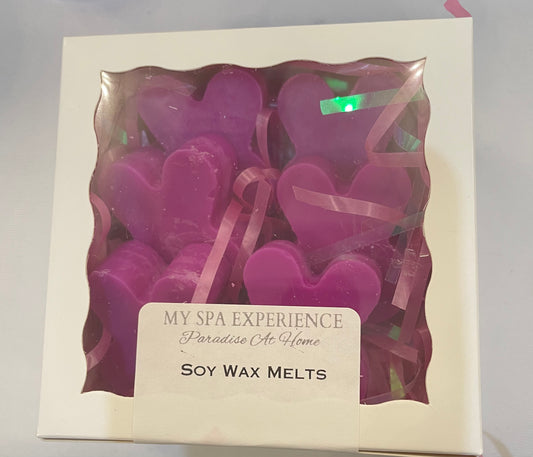 MY SPA EXPERIENCE
Paradise At Home
SOY WAX MELTS